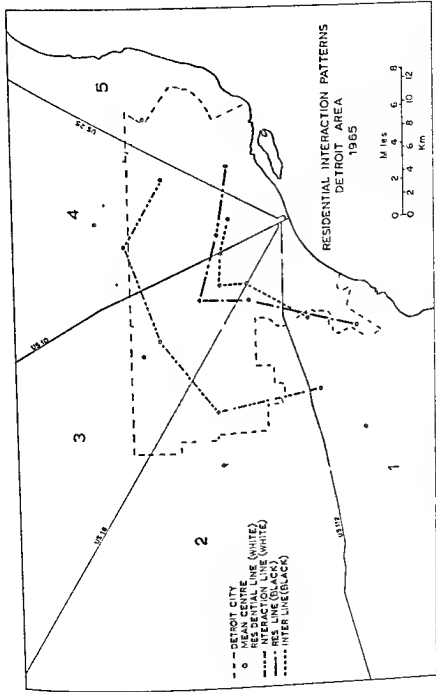 RESIDENTIAL INTERACTION PATTERNS
DETROIT AREA
1965
Miles
0 2 4 6 8
0 2 4 6 8 10 12
Km
DETROIT CITY
MEAN CENTRE
RESIDENTIAL LINE (WHITE)
INTERACTION LINE (WHITE)
RES LINE (BLACK)
INTER LINE (BLACK)
1
2
3
4
5
US 112
US 16
US 10
US 25